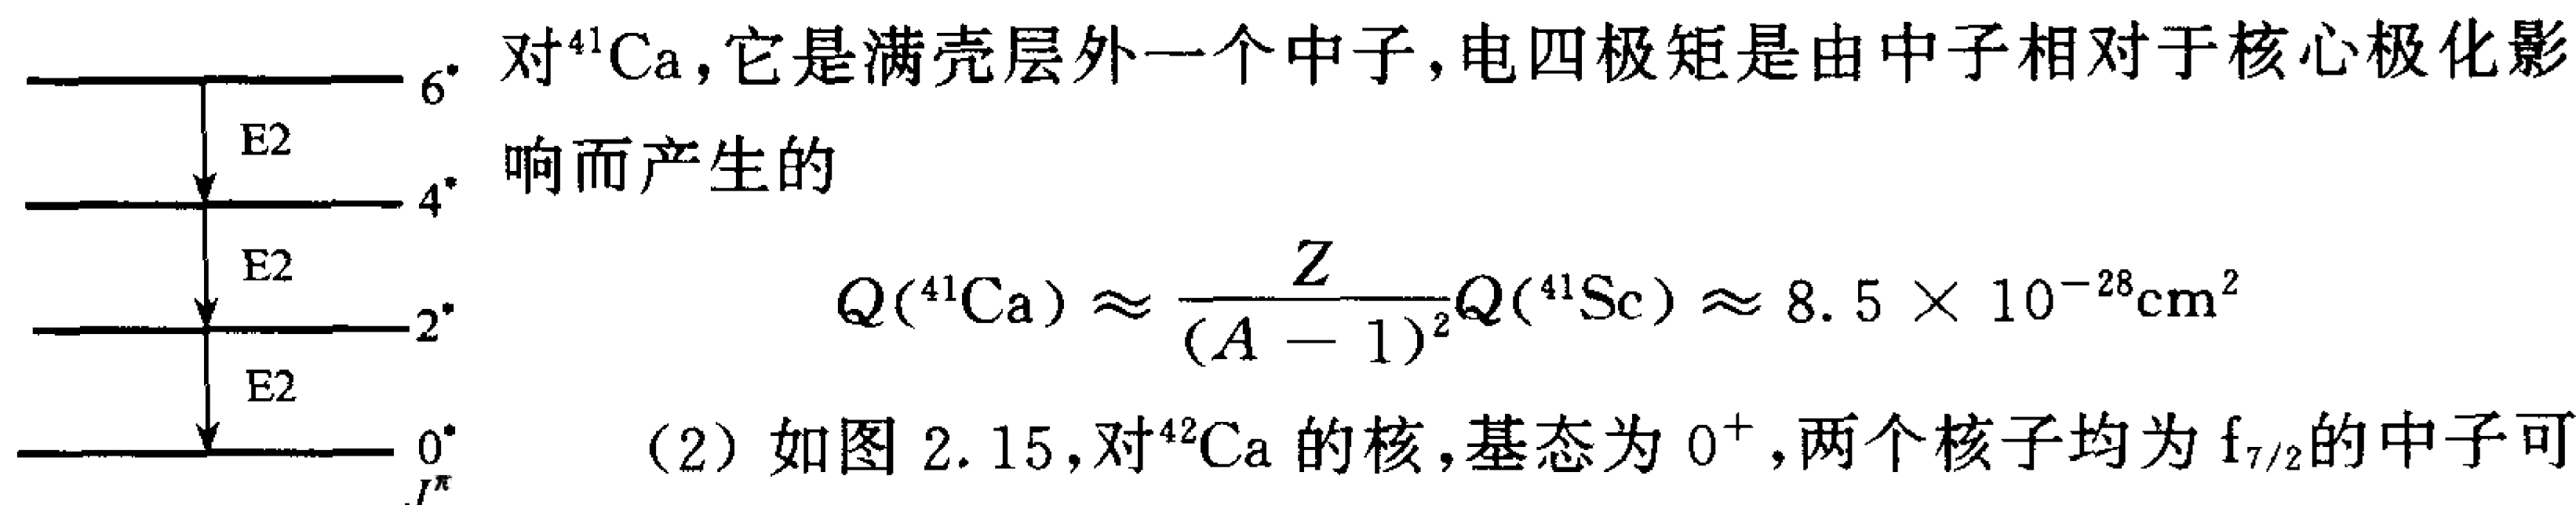 对⁴¹Ca,它是满壳层外一个中子,电四极矩是由中子相对于核心极化影
响而产生的
Q(⁴¹Ca) ≈ Z/(A − 1)² Q(⁴¹Sc) ≈ 8.5 × 10⁻²⁸cm²
(2) 如图 2.15,对⁴²Ca 的核,基态为 0⁺,两个核子均为 f₇/₂的中子可
6⁺
E2
4⁺
E2
2⁺
E2
0⁺
J^π